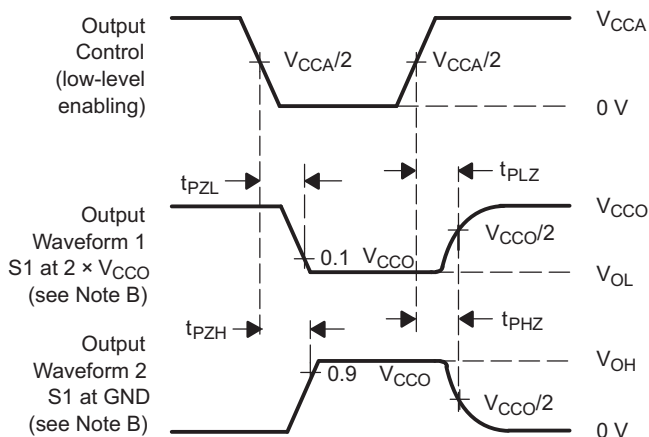 Output
Control
(low-level
enabling)
V_CCA/2
V_CCA/2
V_CCA
0 V
t_PZL
t_PLZ
Output
Waveform 1
S1 at 2 × V_CCO
(see Note B)
0.1 V_CCO
V_CCO/2
V_CCO
V_OL
t_PZH
t_PHZ
Output
Waveform 2
S1 at GND
(see Note B)
0.9 V_CCO
V_CCO/2
V_OH
0 V